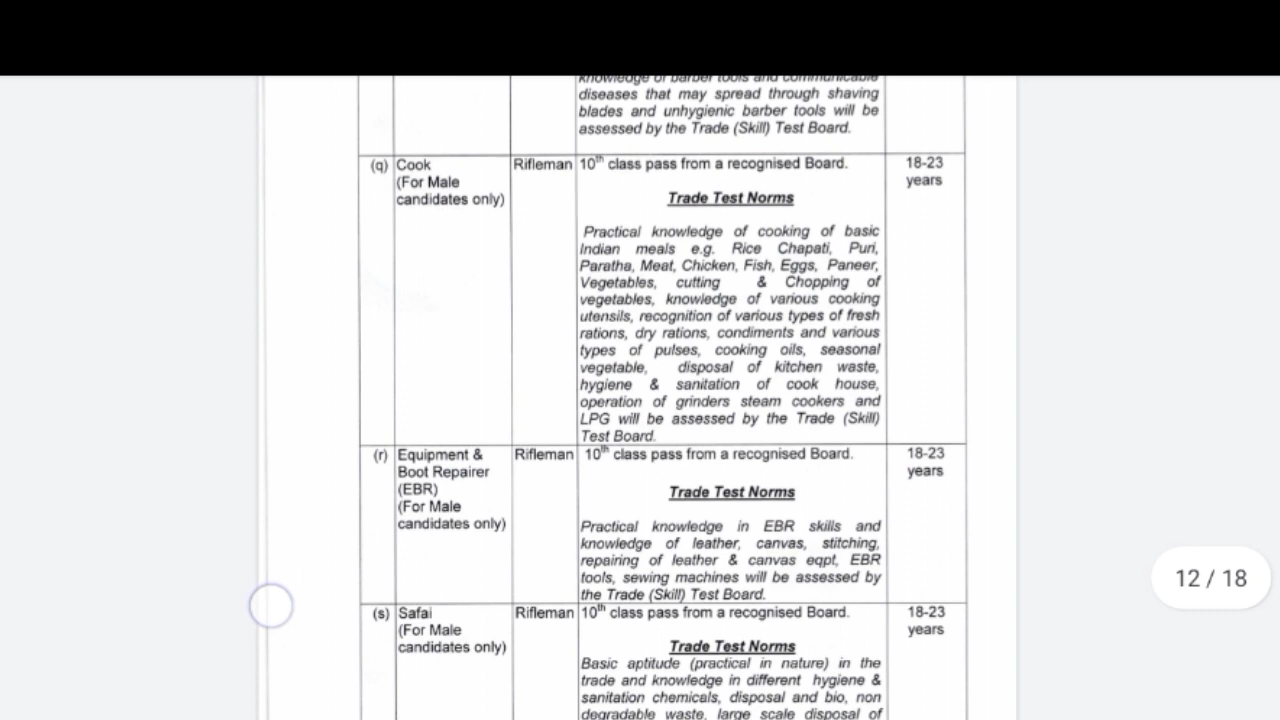 knowledge of barber tools and communicable
diseases that may spread through shaving
blades and unhygienic barber tools will be
assessed by the Trade (Skill) Test Board.
(q) Cook
(For Male
candidates only)
Rifleman
10th class pass from a recognised Board.
Trade Test Norms
Practical knowledge of cooking of basic
Indian meals e.g. Rice Chapati, Puri,
Paratha, Meat, Chicken, Fish, Eggs, Paneer,
Vegetables, cutting & Chopping of
vegetables, knowledge of various cooking
utensils, recognition of various types of fresh
rations, dry rations, condiments and various
types of pulses, cooking oils, seasonal
vegetable, disposal of kitchen waste,
hygiene & sanitation of cook house,
operation of grinders steam cookers and
LPG will be assessed by the Trade (Skill)
Test Board.
18-23
years
(r) Equipment &
Boot Repairer
(EBR)
(For Male
candidates only)
Rifleman
10th class pass from a recognised Board.
Trade Test Norms
Practical knowledge in EBR skills and
knowledge of leather, canvas, stitching,
repairing of leather & canvas eqpt, EBR
tools, sewing machines will be assessed by
the Trade (Skill) Test Board.
18-23
years
(s) Safai
(For Male
candidates only)
Rifleman
10th class pass from a recognised Board.
Trade Test Norms
Basic aptitude (practical in nature) in the
trade and knowledge in different hygiene &
sanitation chemicals, disposal and bio, non
degradable waste, large scale disposal of
18-23
years
12 / 18